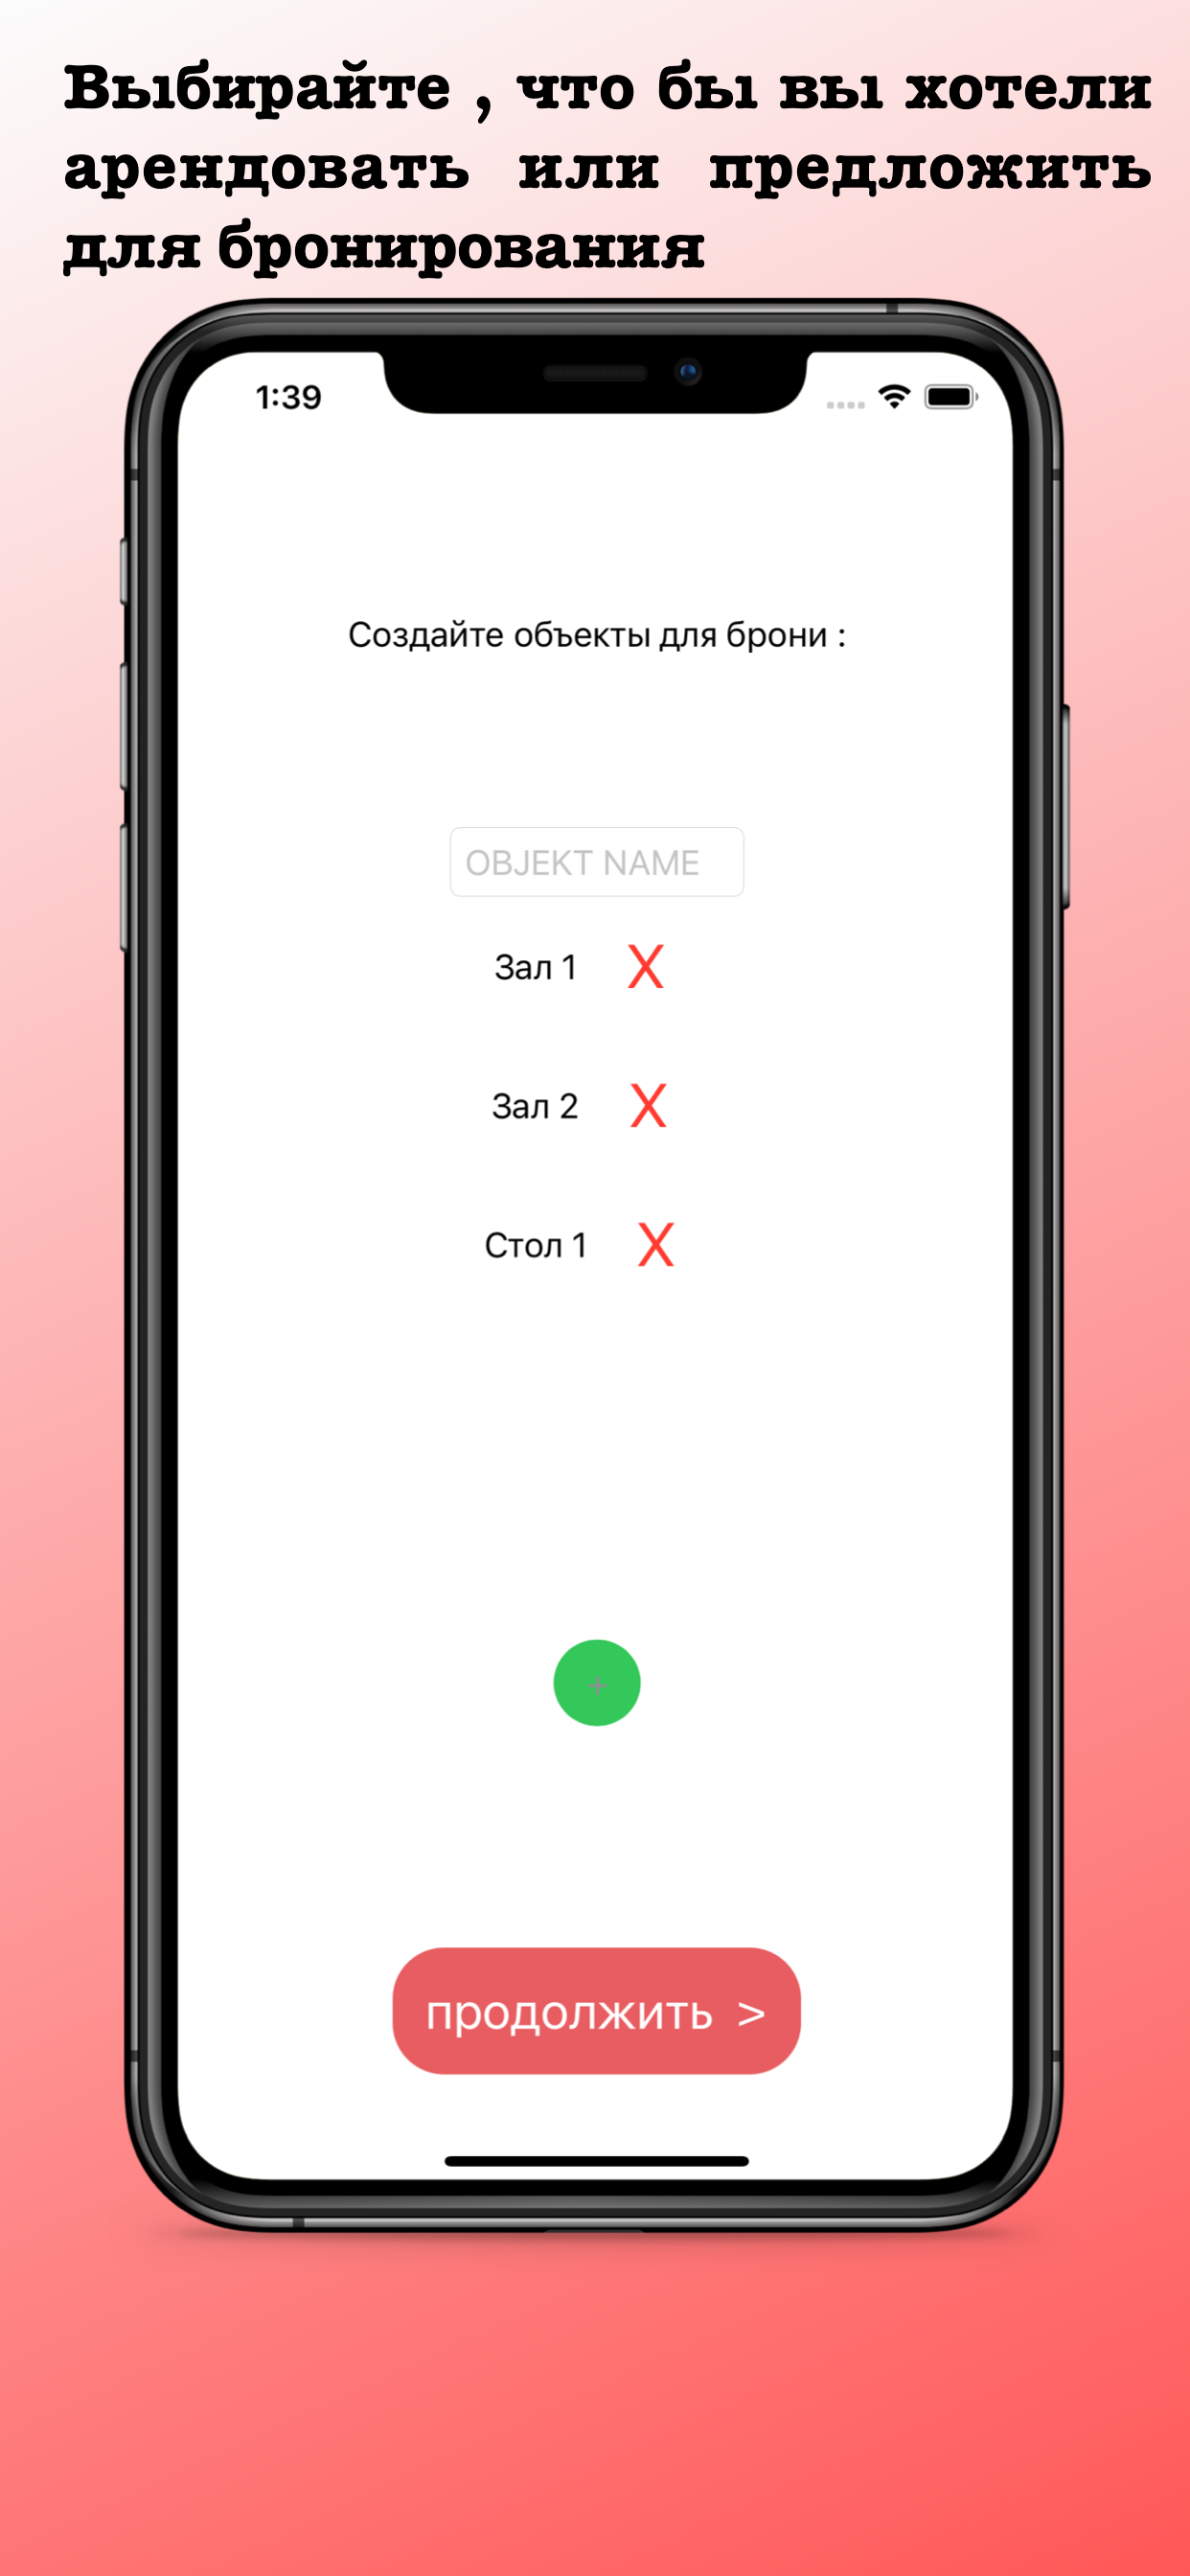 Выбирайте , что бы вы хотели
арендовать или предложить
для бронирования
1:39
Создайте объекты для брони :
OBJEKT NAME
Зал 1 X
Зал 2 X
Стол 1 X
+
продолжить >